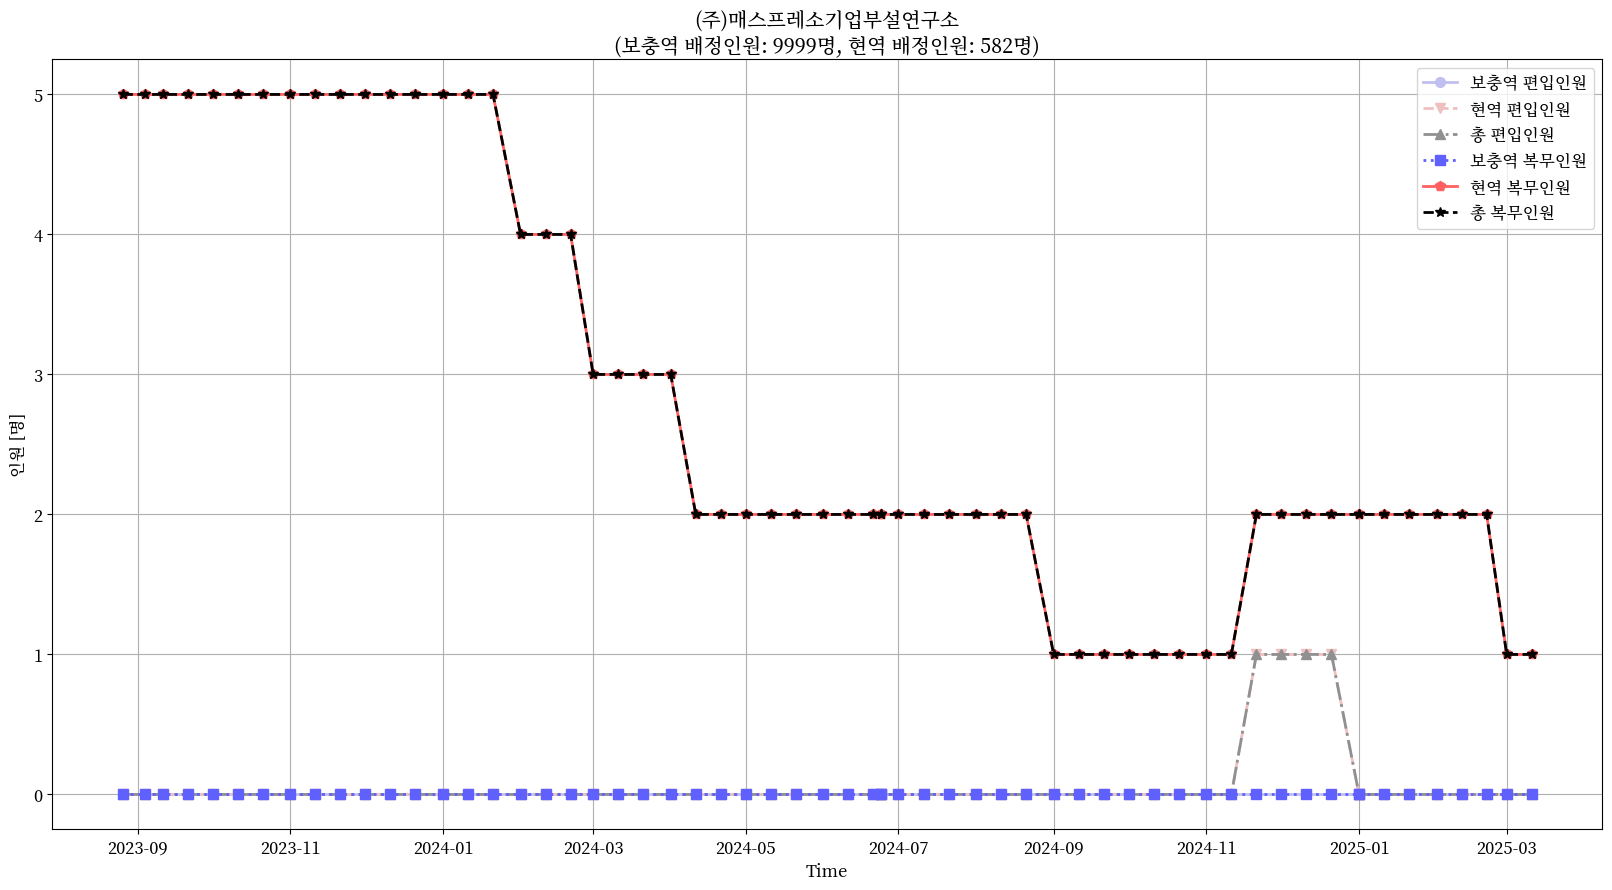 (주)매스프레소기업부설연구소
(보충역 배정인원: 9999명, 현역 배정인원: 582명)
보충역 편입인원
현역 편입인원
총 편입인원
보충역 복무인원
현역 복무인원
총 복무인원
인원 [명]
5
4
3
2
1
0
2023-09 2023-11 2024-01 2024-03 2024-05 2024-07 2024-09 2024-11 2025-01 2025-03
Time